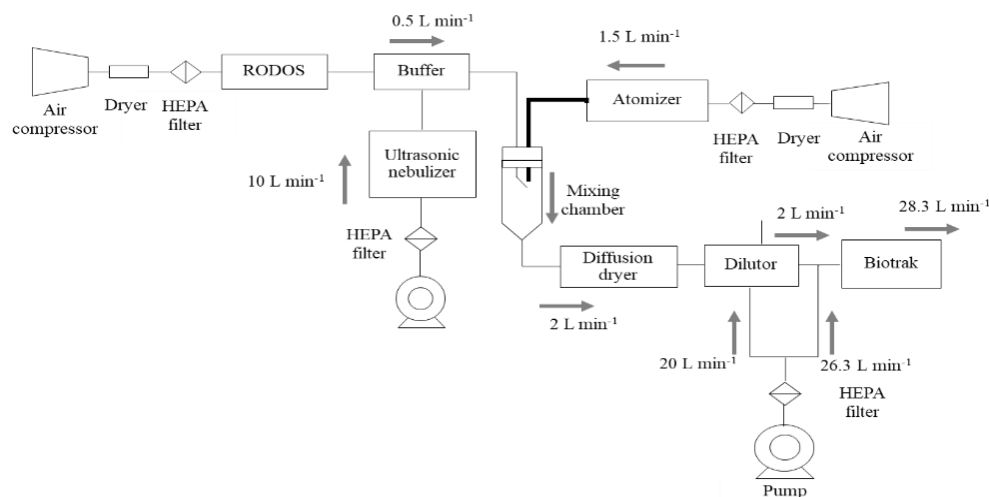 0.5 L min⁻¹
1.5 L min⁻¹
RODOS
Buffer
Atomizer
Air
compressor
Dryer
HEPA
filter
HEPA
filter
Dryer
Air
compressor
10 L min⁻¹
Ultrasonic
nebulizer
Mixing
chamber
HEPA
filter
2 L min⁻¹
28.3 L min⁻¹
Diffusion
dryer
Dilutor
Biotrak
2 L min⁻¹
20 L min⁻¹
26.3 L min⁻¹
HEPA
filter
Pump